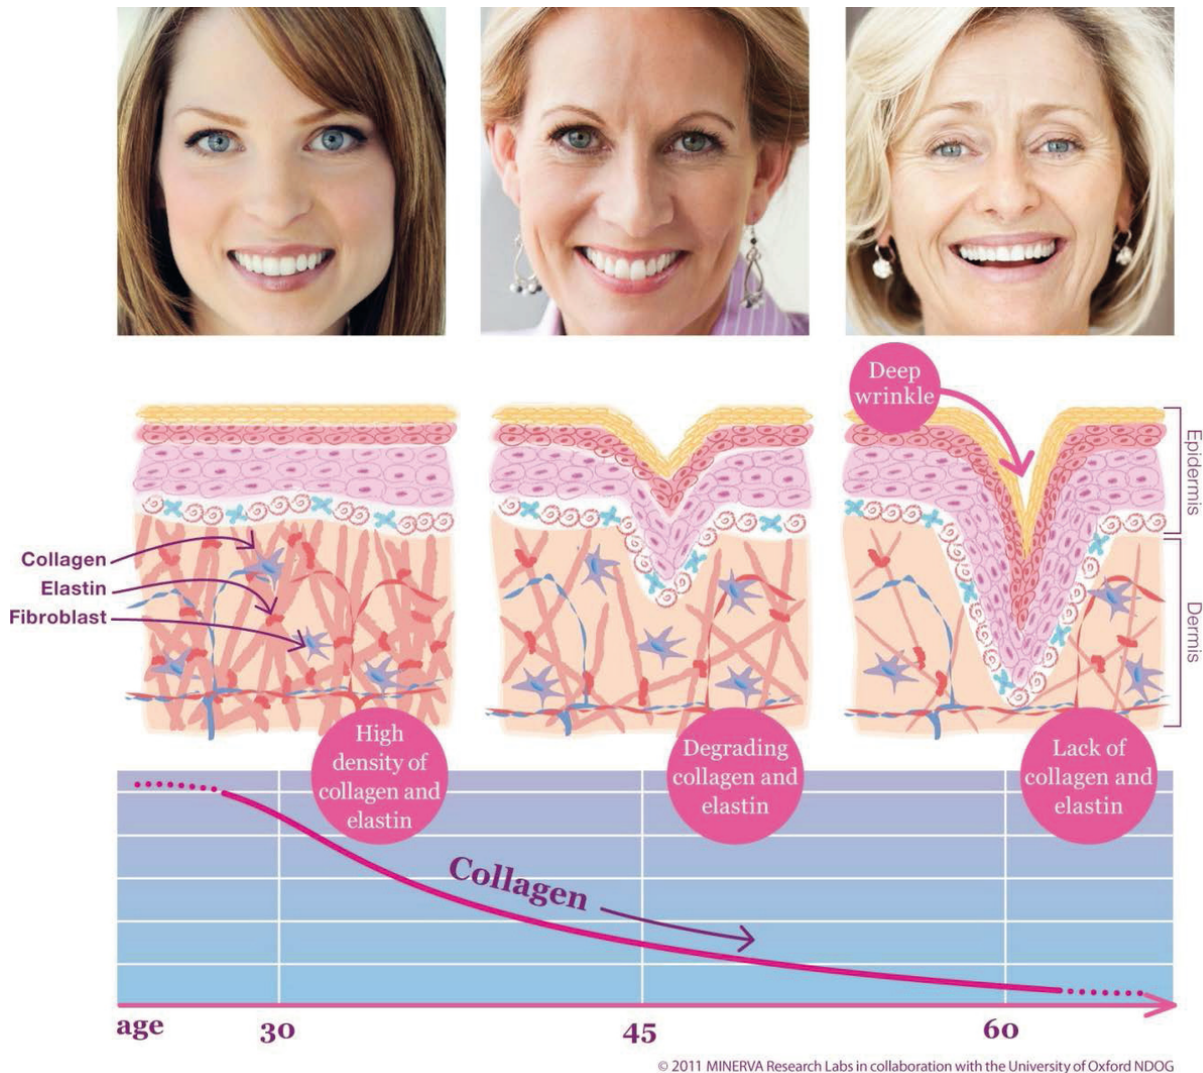 Deep
wrinkle
Epidermis
Collagen
Elastin
Fibroblast
Dermis
High
density of
collagen and
elastin
Degrading
collagen and
elastin
Lack of
collagen and
elastin
Collagen
age
30
45
60
© 2011 MINERVA Research Labs in collaboration with the University of Oxford NDOG